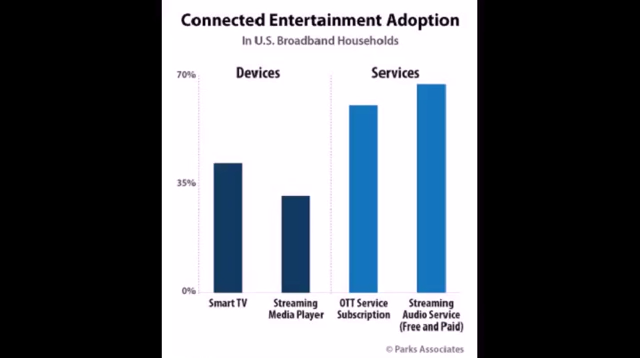 Connected Entertainment Adoption
In U.S. Broadband Households
Devices
Services
70%
35%
0%
Smart TV
Streaming
Media Player
OTT Service
Subscription
Streaming
Audio Service
(Free and Paid)
© Parks Associates